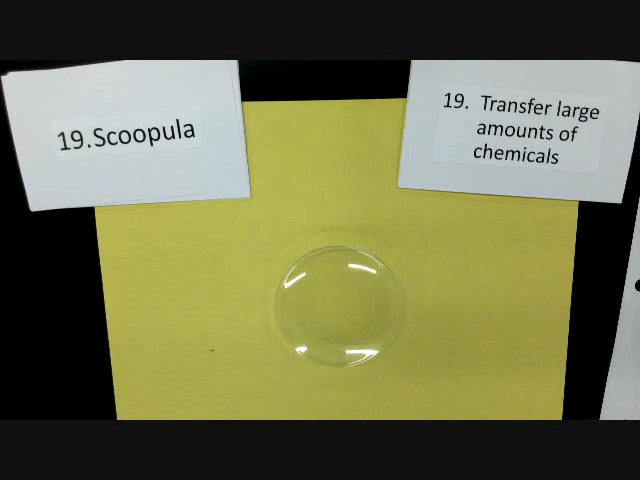 19.Scoopula
19. Transfer large
amounts of
chemicals